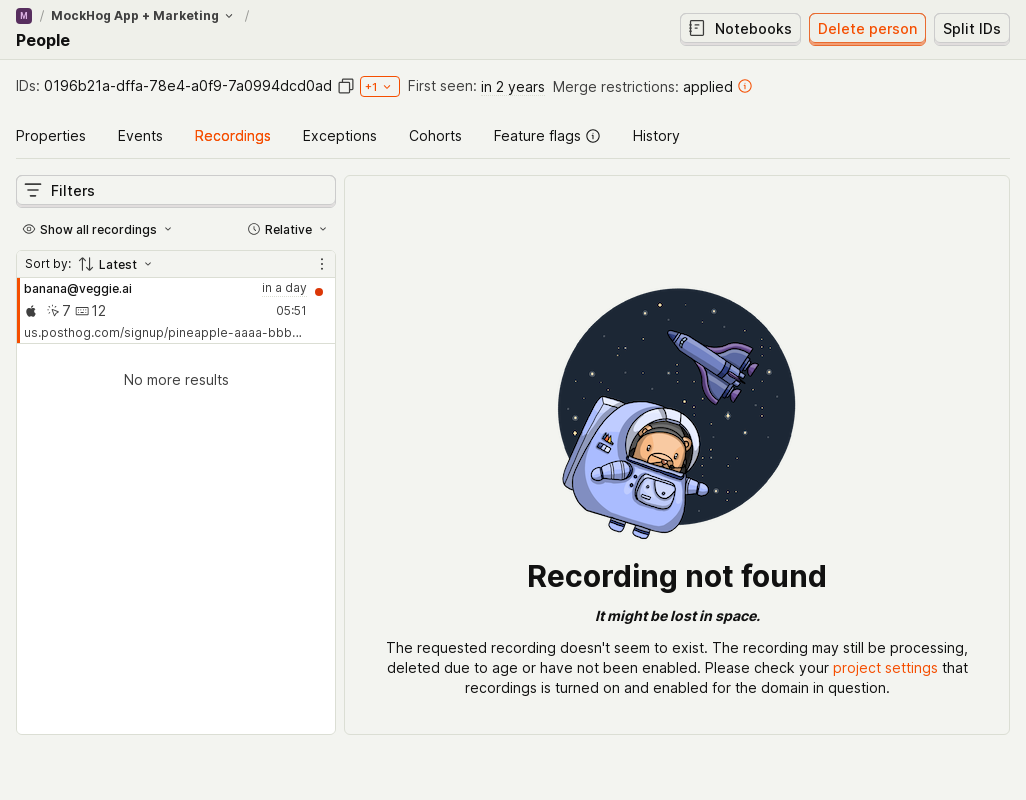 M / MockHog App + Marketing /
People
Notebooks
Delete person
Split IDs
IDs: 0196b21a-dffa-78e4-a0f9-7a0994dcd0ad +1 First seen: in 2 years Merge restrictions: applied
Properties Events Recordings Exceptions Cohorts Feature flags History
Filters
Show all recordings Relative
Sort by: Latest
banana@veggie.ai in a day
7 12 05:51
us.posthog.com/signup/pineapple-aaaa-bbb...
No more results
Recording not found
It might be lost in space.
The requested recording doesn't seem to exist. The recording may still be processing,
deleted due to age or have not been enabled. Please check your project settings that
recordings is turned on and enabled for the domain in question.